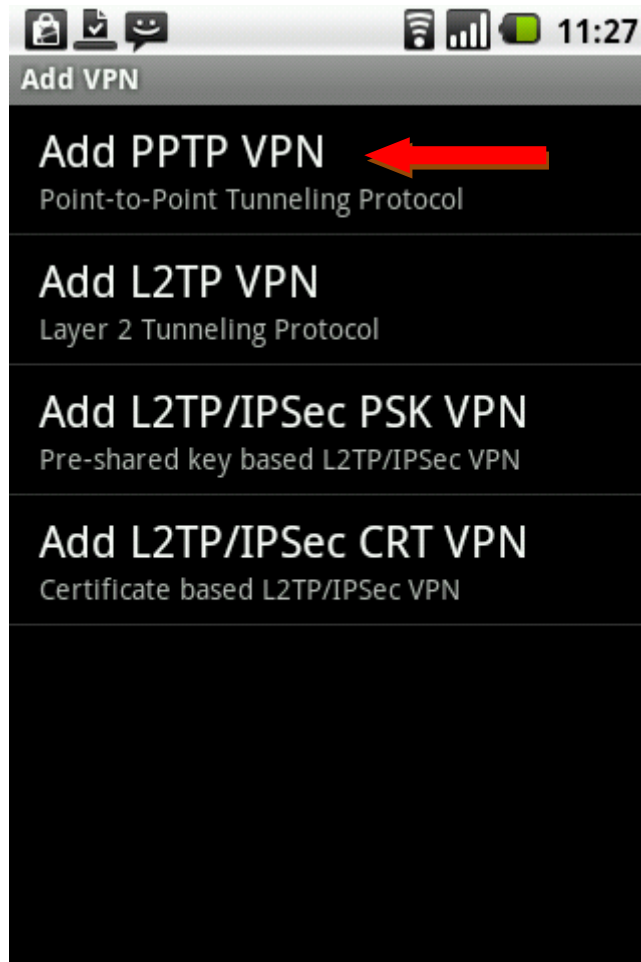 11:27
Add VPN
Add PPTP VPN
Point-to-Point Tunneling Protocol
Add L2TP VPN
Layer 2 Tunneling Protocol
Add L2TP/IPSec PSK VPN
Pre-shared key based L2TP/IPSec VPN
Add L2TP/IPSec CRT VPN
Certificate based L2TP/IPSec VPN